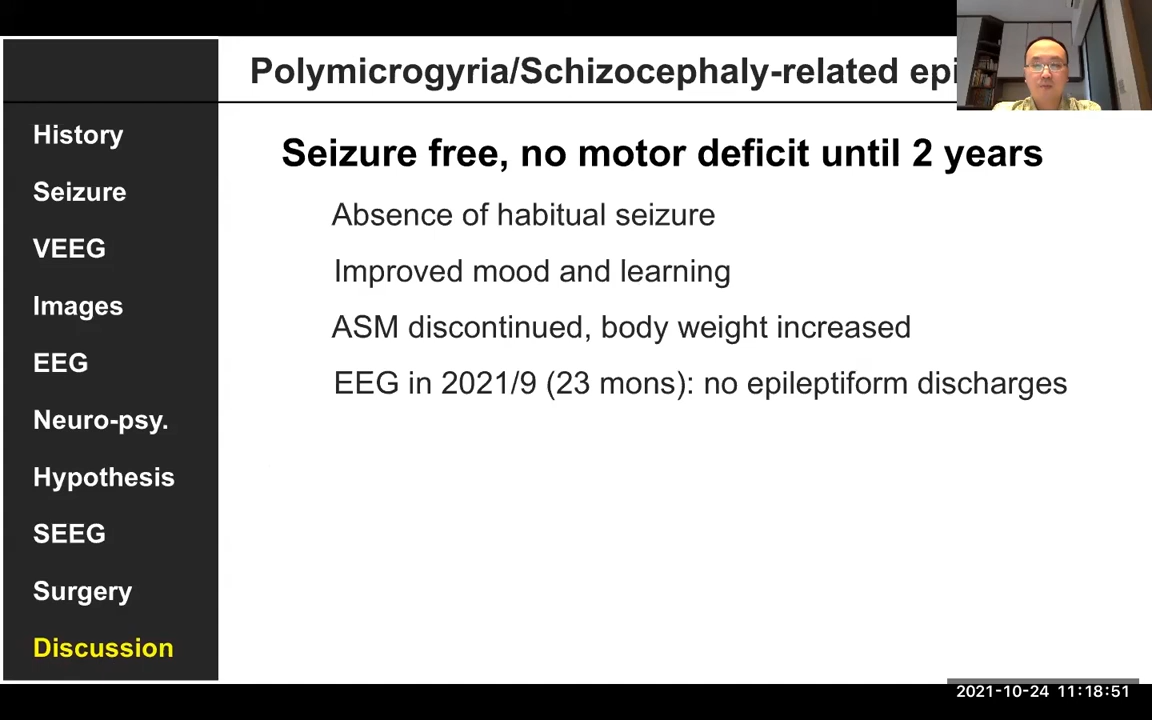 Polymicrogyria/Schizocephaly-related epi
History
Seizure
VEEG
Images
EEG
Neuro-psy.
Hypothesis
SEEG
Surgery
Discussion
Seizure free, no motor deficit until 2 years
Absence of habitual seizure
Improved mood and learning
ASM discontinued, body weight increased
EEG in 2021/9 (23 mons): no epileptiform discharges
2021-10-24 11:18:51